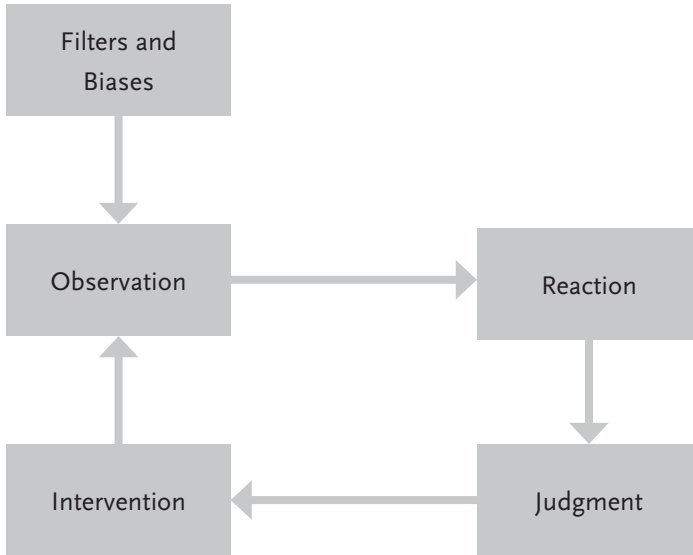 Filters and
Biases
Observation
Reaction
Intervention
Judgment